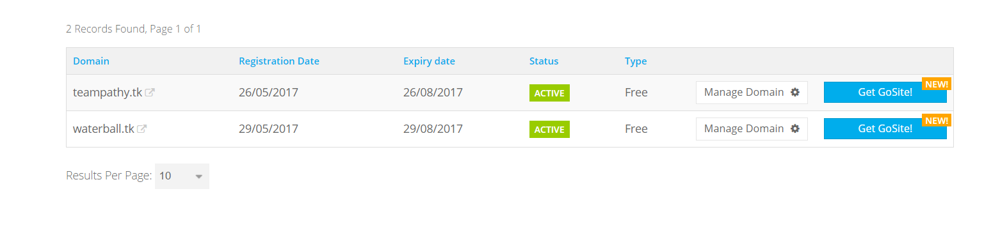 2 Records Found, Page 1 of 1
Domain Registration Date Expiry date Status Type
teampathy.tk 26/05/2017 26/08/2017 ACTIVE Free Manage Domain Get GoSite! NEW!
waterball.tk 29/05/2017 29/08/2017 ACTIVE Free Manage Domain Get GoSite! NEW!
Results Per Page: 10